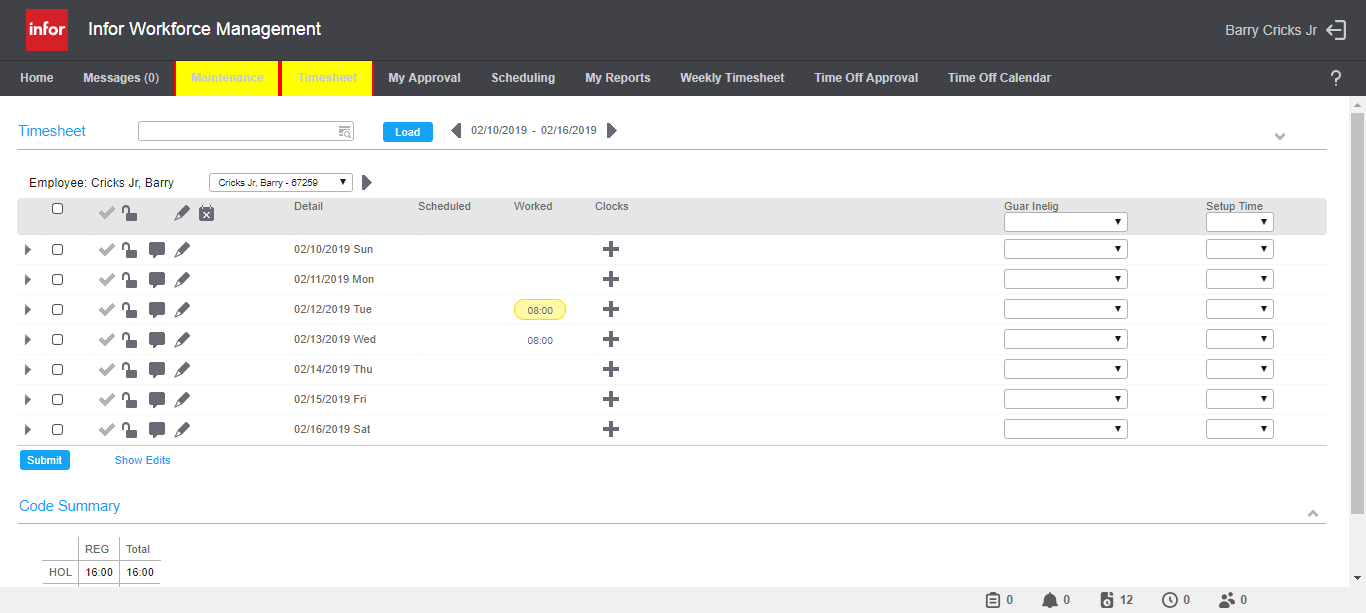 infor Infor Workforce Management Barry Cricks Jr
Home Messages (0) Maintenance Timesheet My Approval Scheduling My Reports Weekly Timesheet Time Off Approval Time Off Calendar ?
Timesheet Load 02/10/2019 - 02/16/2019
Employee: Cricks Jr, Barry Cricks Jr, Barry - 67259
Detail Scheduled Worked Clocks Guar Inelig Setup Time
02/10/2019 Sun
02/11/2019 Mon
02/12/2019 Tue 08:00
02/13/2019 Wed 08:00
02/14/2019 Thu
02/15/2019 Fri
02/16/2019 Sat
Submit Show Edits
Code Summary
REG Total
HOL 16:00 16:00
0 0 12 0 0